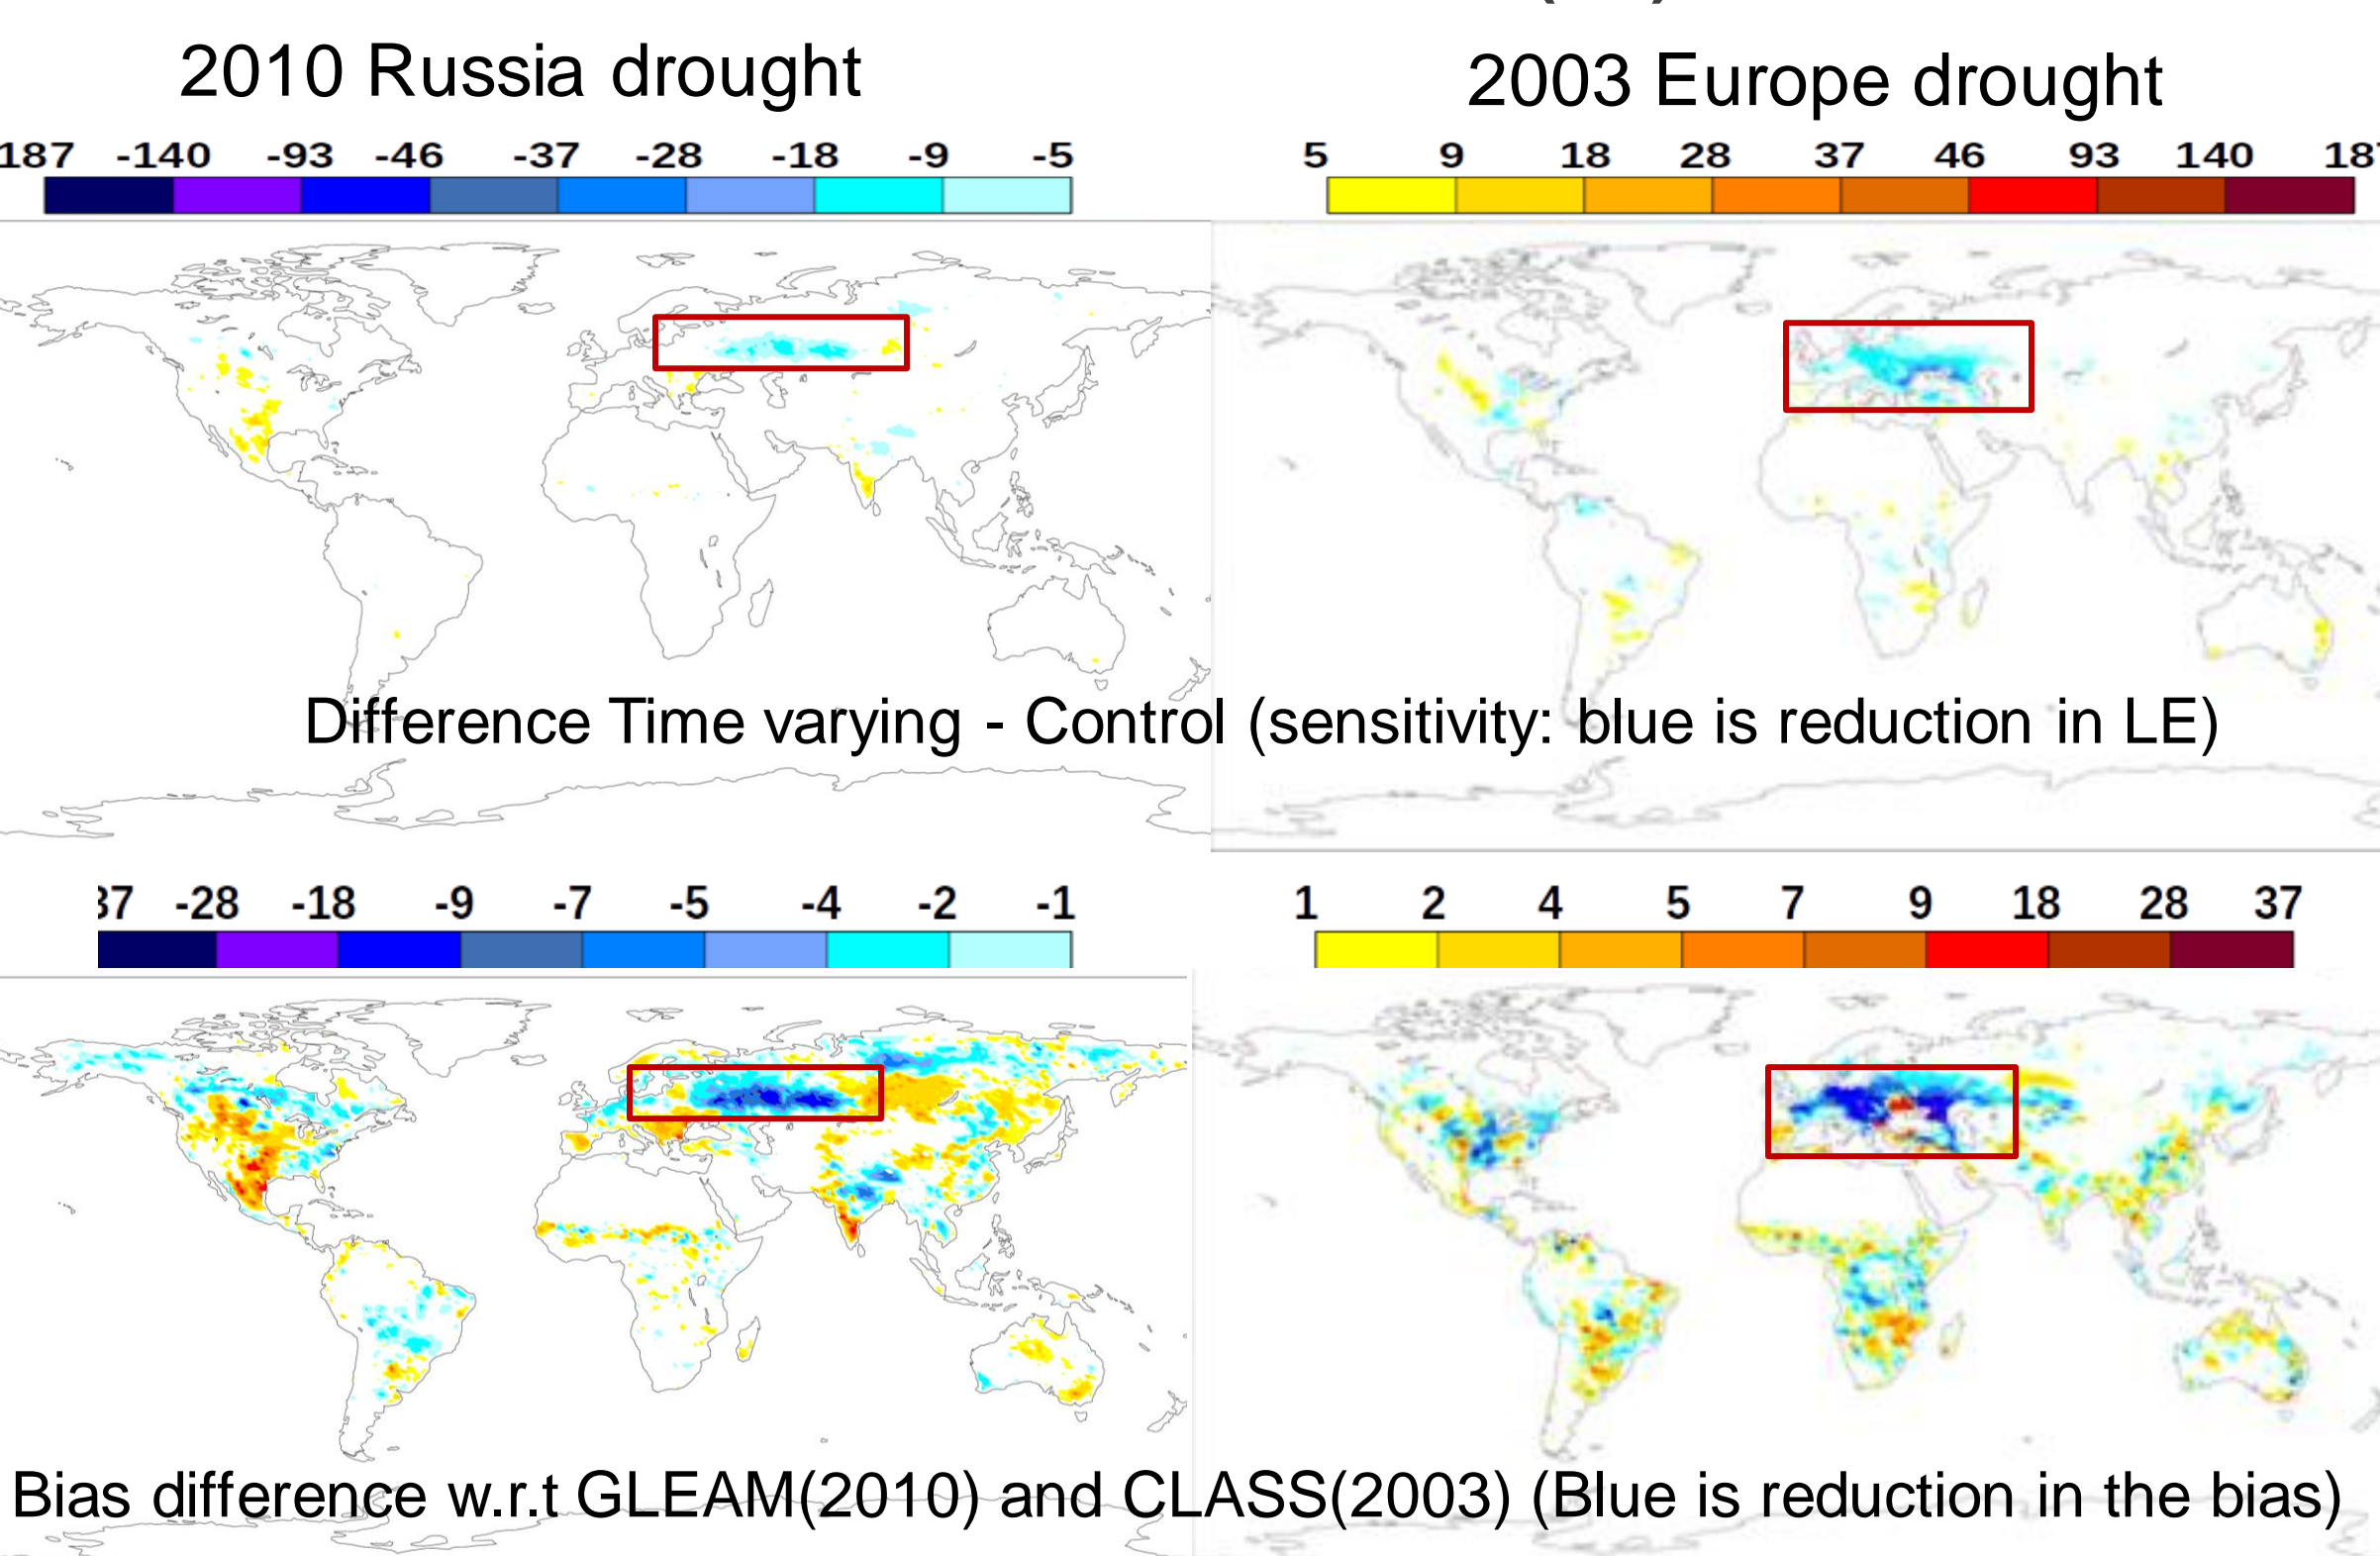 2010 Russia drought
2003 Europe drought
187 -140 -93 -46 -37 -28 -18 -9 -5
5 9 18 28 37 46 93 140 187
Difference Time varying - Control (sensitivity: blue is reduction in LE)
37 -28 -18 -9 -7 -5 -4 -2 -1
1 2 4 5 7 9 18 28 37
Bias difference w.r.t GLEAM(2010) and CLASS(2003) (Blue is reduction in the bias)